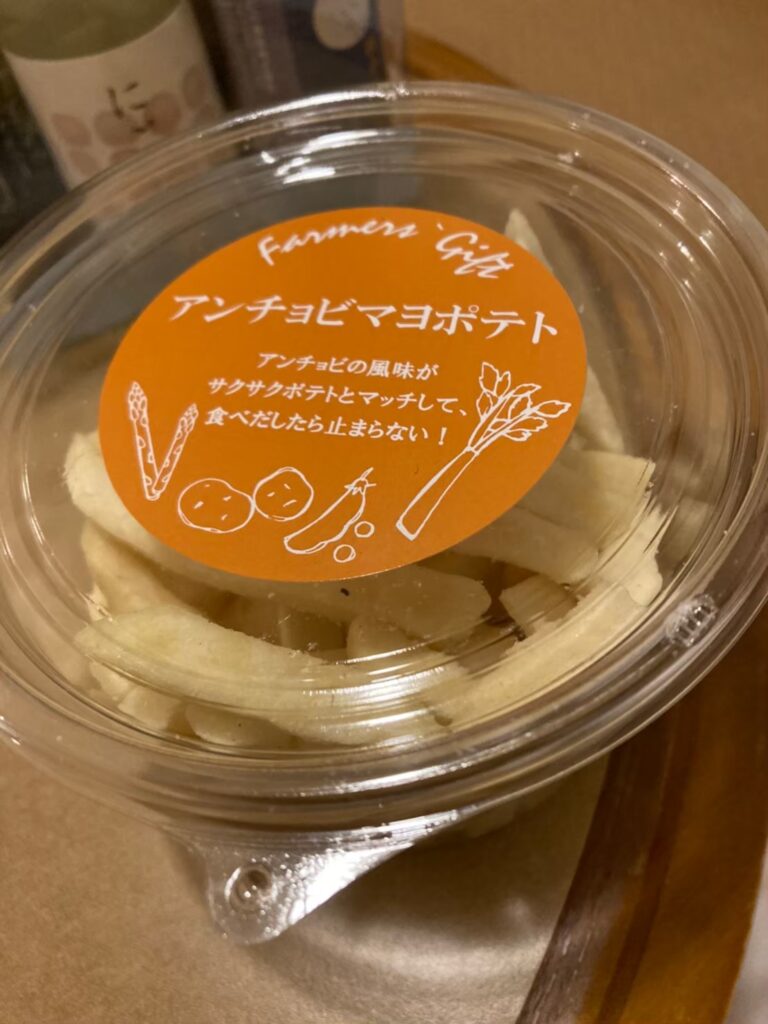 に
Farmers' Gift
アンチョビマヨポテト
アンチョビの風味が
サクサクポテトとマッチして、
食べだしたら止まらない！